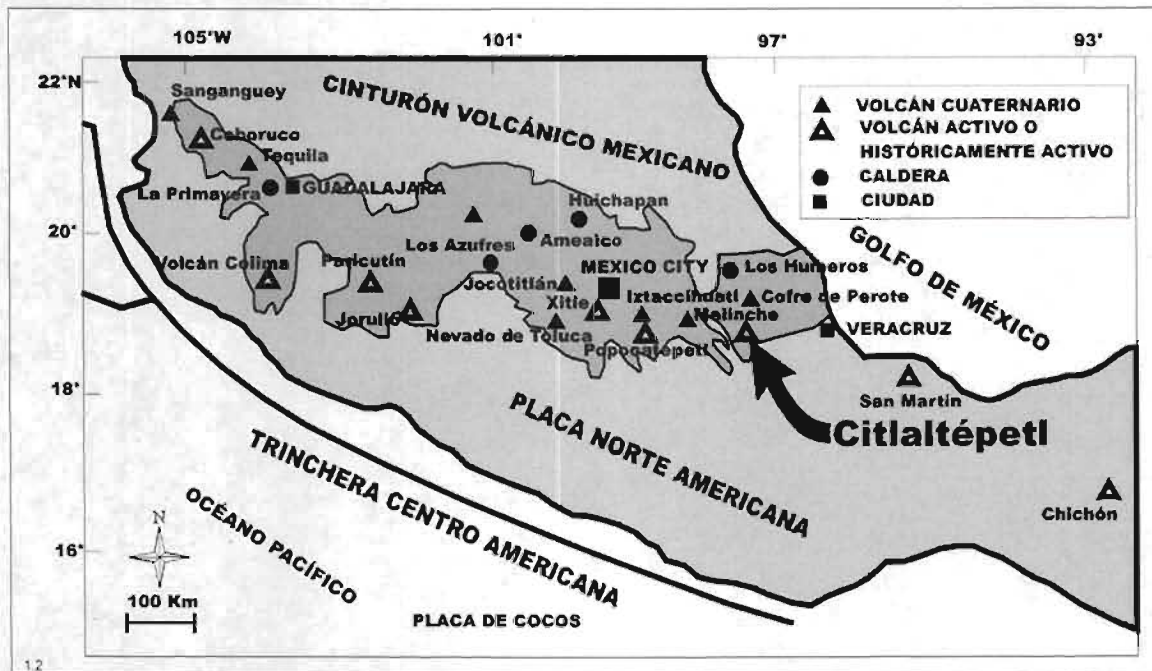 105°W
101°
97°
93°
22°N
20°
18°
16°
CINTURÓN VOLCÁNICO MEXICANO
VOLCÁN CUATERNARIO
VOLCÁN ACTIVO O
HISTÓRICAMENTE ACTIVO
CALDERA
CIUDAD
Sanganguey
Ceboruco
Tequila
La Primavera
GUADALAJARA
Huichapan
Los Azufres
Amealco
Volcán Colima
Paricutín
Jocotitlán
MEXICO CITY
Los Humeros
Jorullo
Xitle
Iztaccíhuatl
Cofre de Perote
Nevado de Toluca
Malinche
Popocatépetl
VERACRUZ
GOLFO DE MÉXICO
San Martín
Citlaltépetl
Chichón
PLACA NORTE AMERICANA
TRINCHERA CENTRO AMERICANA
OCÉANO PACÍFICO
PLACA DE COCOS
N
100 Km
1.2